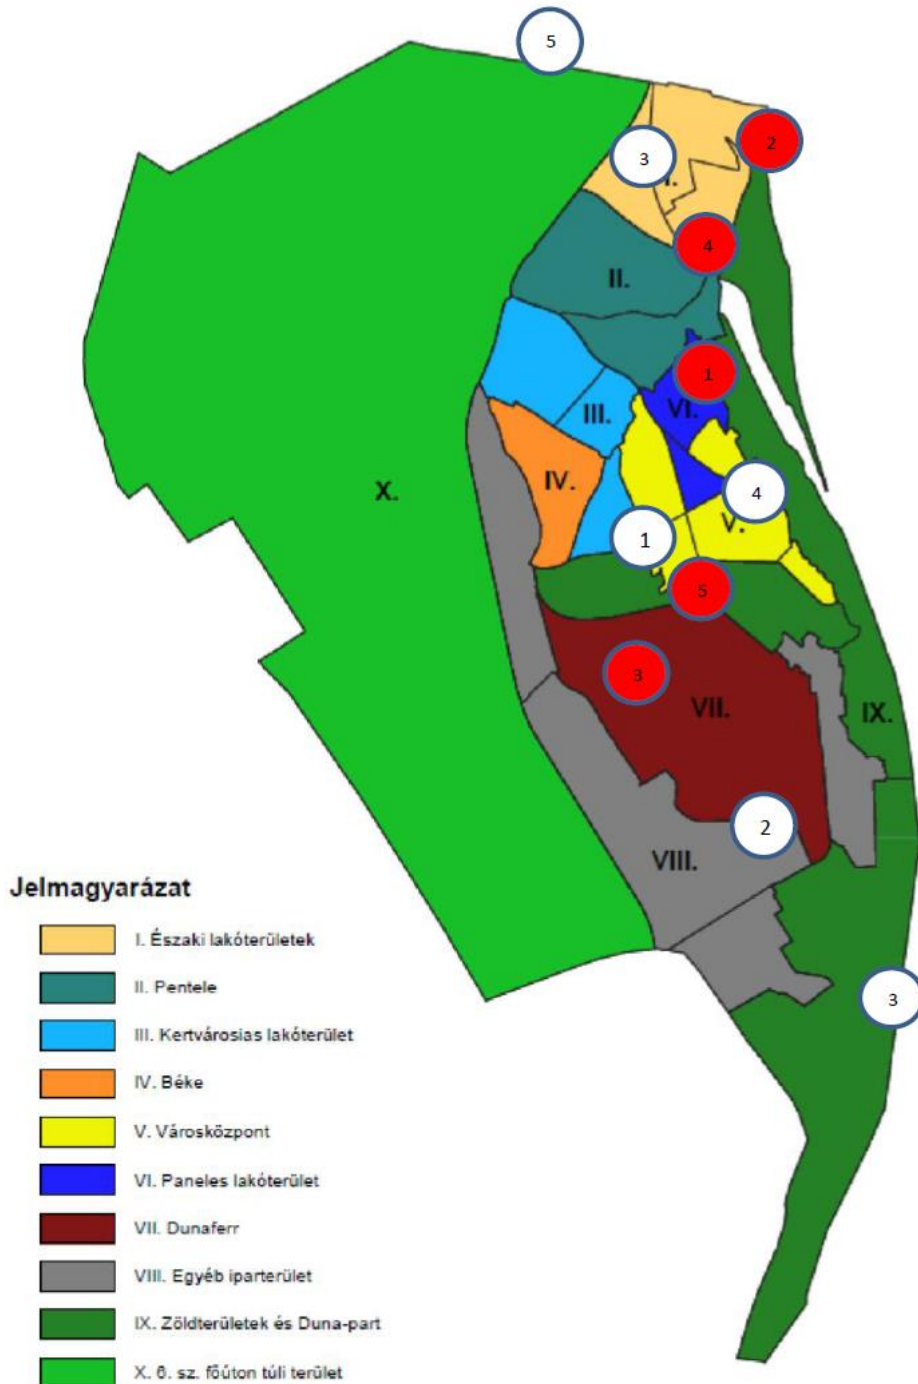 5
3
2
I.
4
II.
1
VI.
III.
IV.
X.
4
V.
1
5
3
VII.
IX.
2
VIII.
3
Jelmagyarázat
I. Északi lakóterületek
II. Pentele
III. Kertvárosias lakóterület
IV. Béke
V. Városközpont
VI. Paneles lakóterület
VII. Dunaferr
VIII. Egyéb iparterület
IX. Zöldterületek és Duna-part
X. 6. sz. főúton túli terület